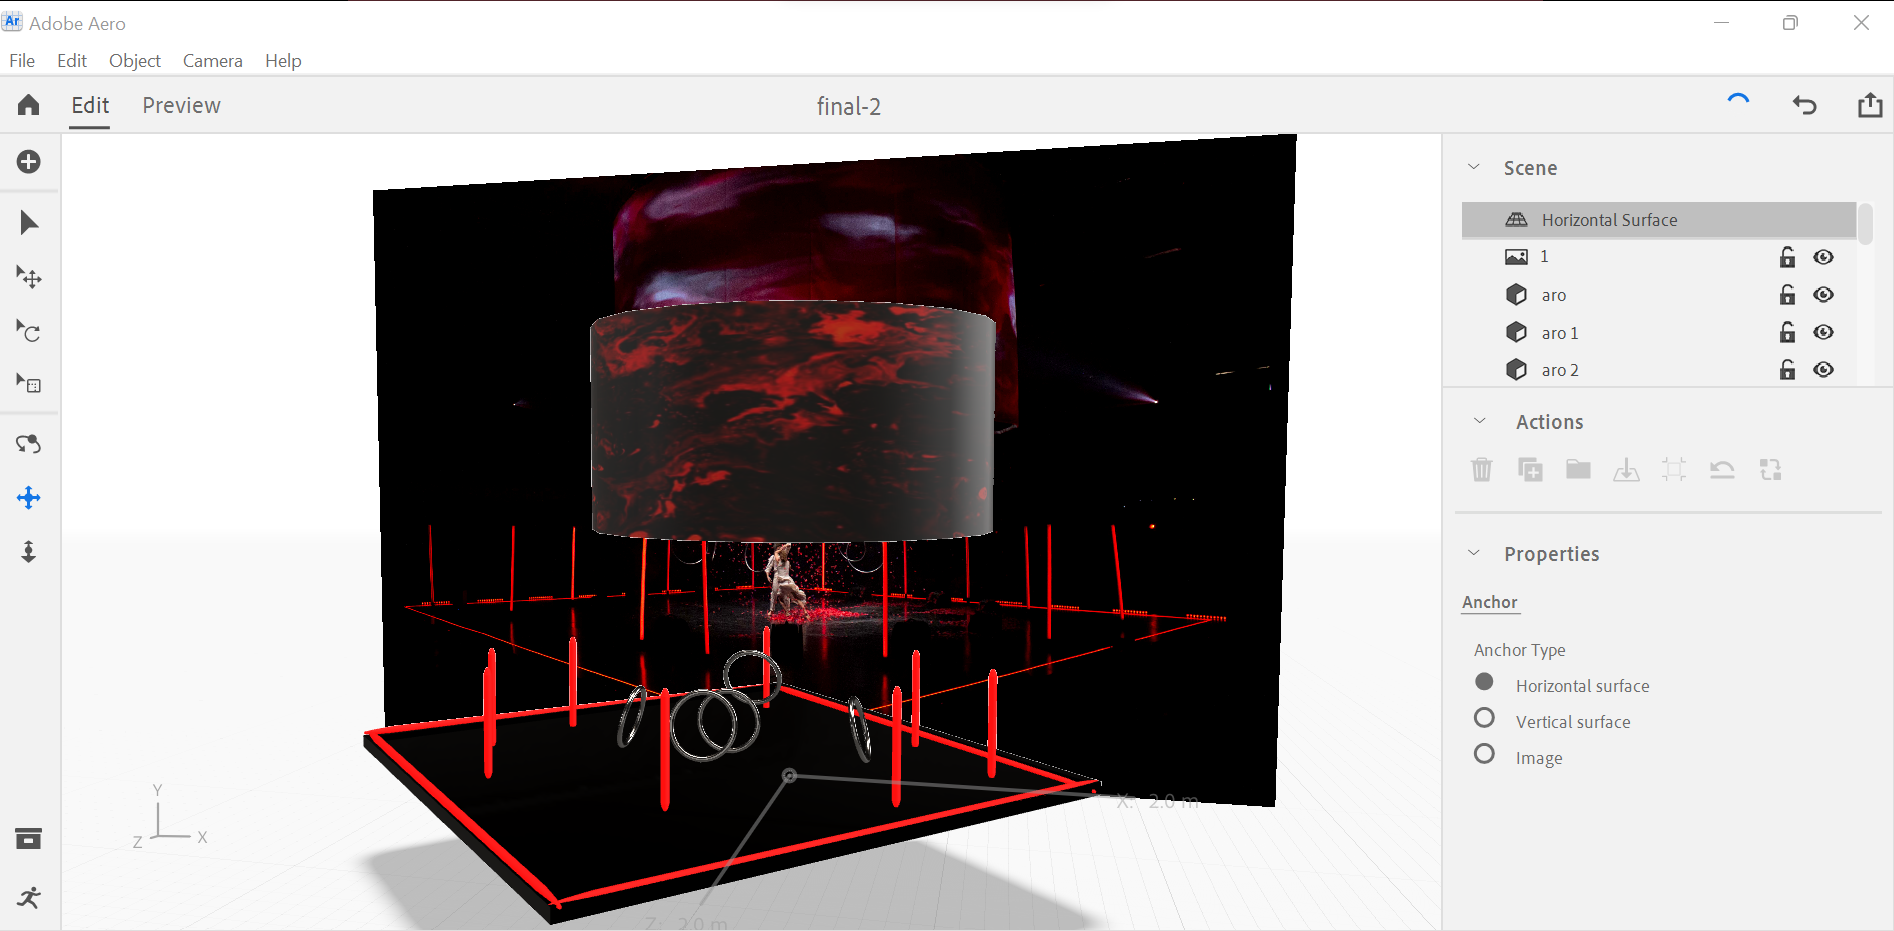 Ar Adobe Aero
File Edit Object Camera Help
Edit Preview final-2
Scene
Horizontal Surface
1
aro
aro 1
aro 2
Actions
Properties
Anchor
Anchor Type
Horizontal surface
Vertical surface
Image
X: 2.0 m
Y
Z X
Z: 2.0 m